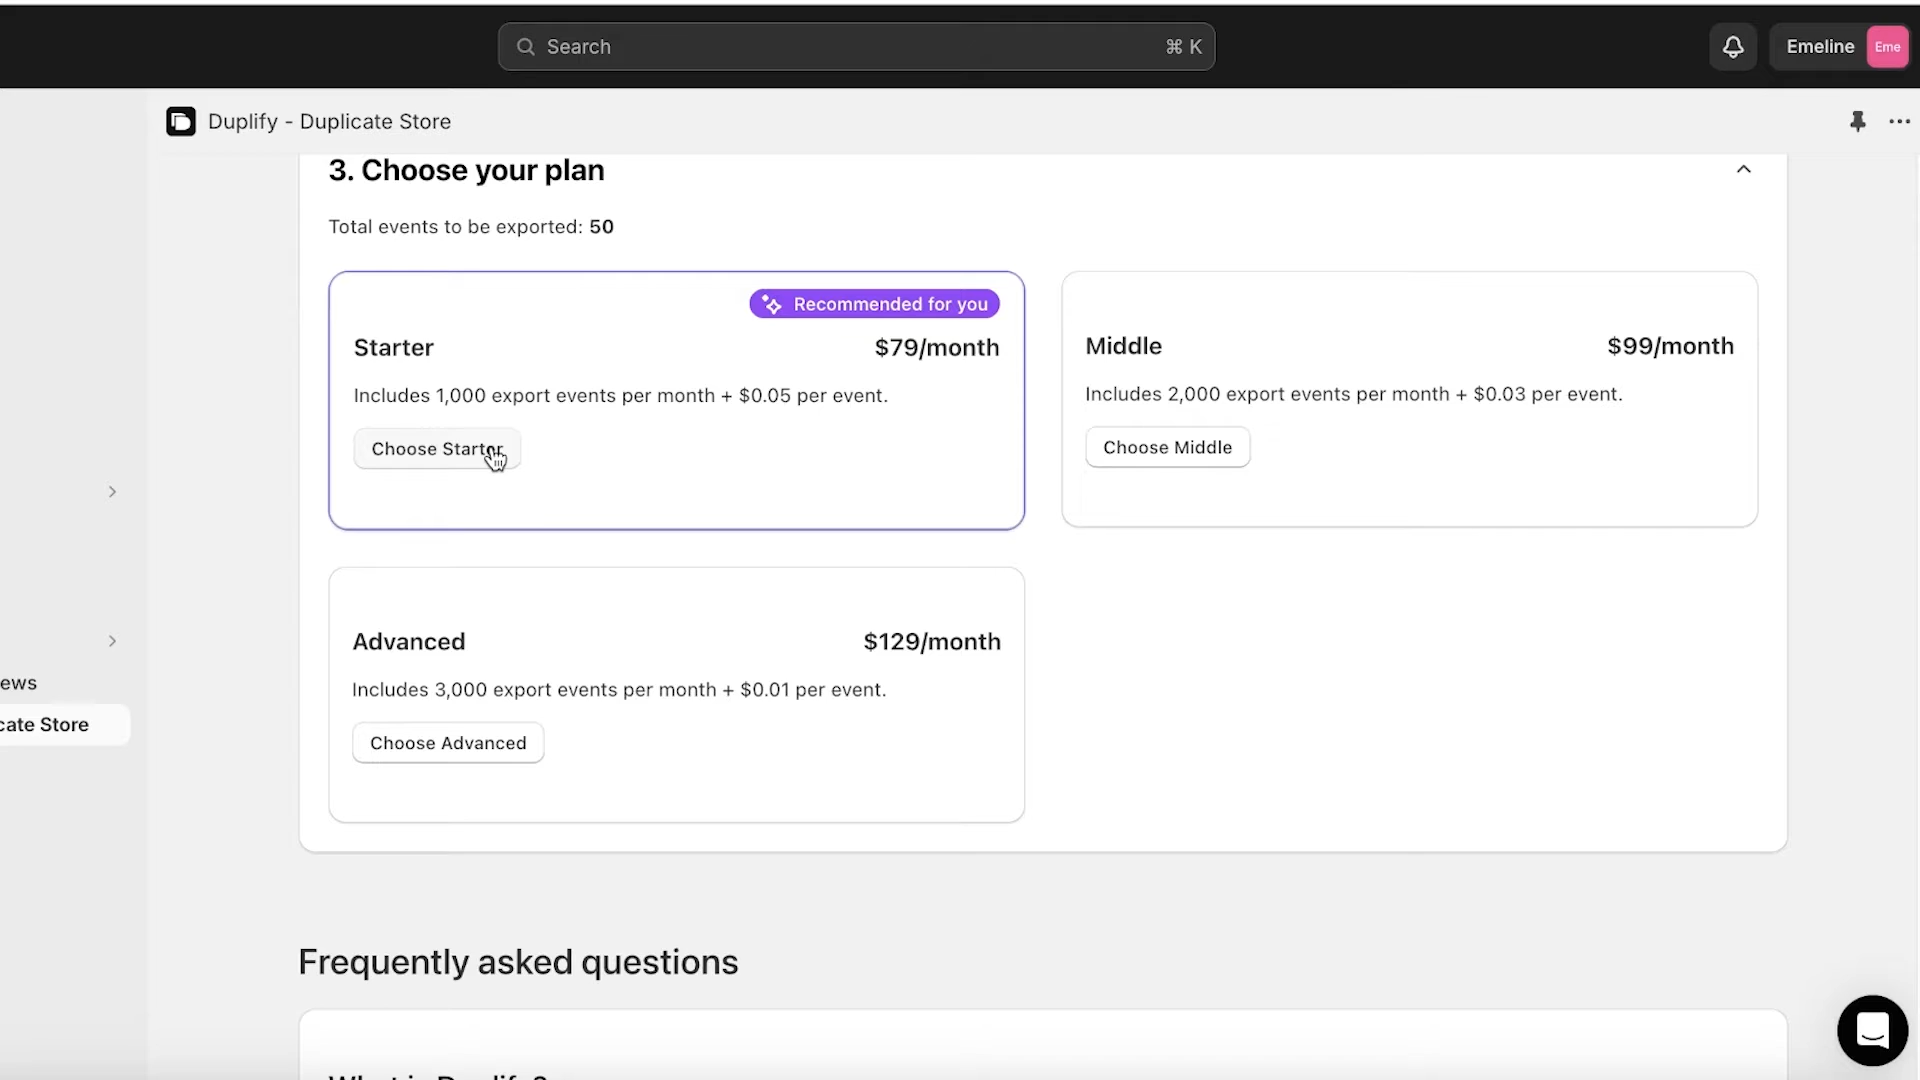 Search
⌘ K
Emeline
Eme
Duplify - Duplicate Store
3. Choose your plan
Total events to be exported: 50
Recommended for you
Starter
$79/month
Includes 1,000 export events per month + $0.05 per event.
Choose Starter
Middle
$99/month
Includes 2,000 export events per month + $0.03 per event.
Choose Middle
Advanced
$129/month
Includes 3,000 export events per month + $0.01 per event.
Choose Advanced
ews
cate Store
Frequently asked questions
What is Duplify?